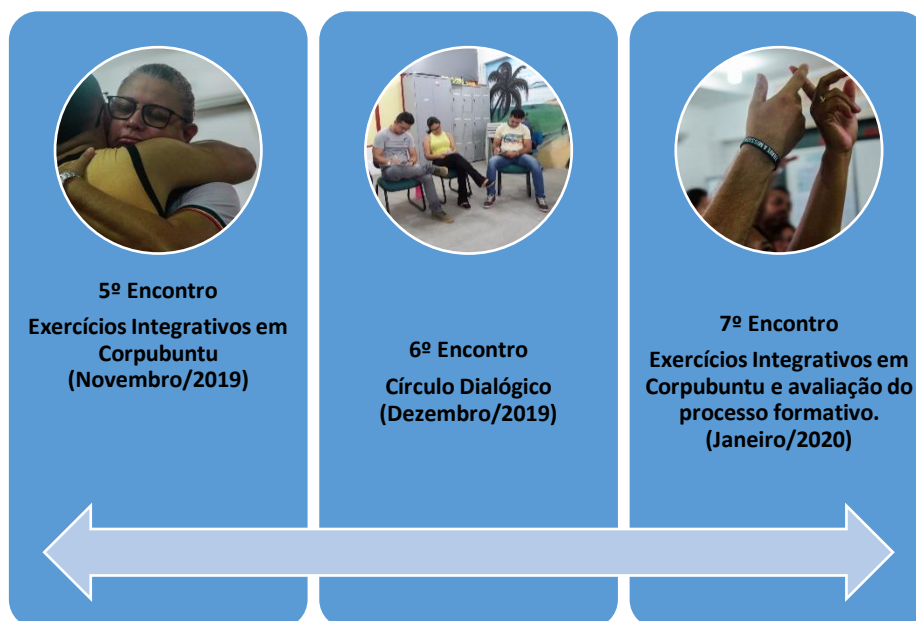 5º Encontro
Exercícios Integrativos em
Corpubuntu
(Novembro/2019)
6º Encontro
Círculo Dialógico
(Dezembro/2019)
7º Encontro
Exercícios Integrativos em
Corpubuntu e avaliação do
processo formativo.
(Janeiro/2020)